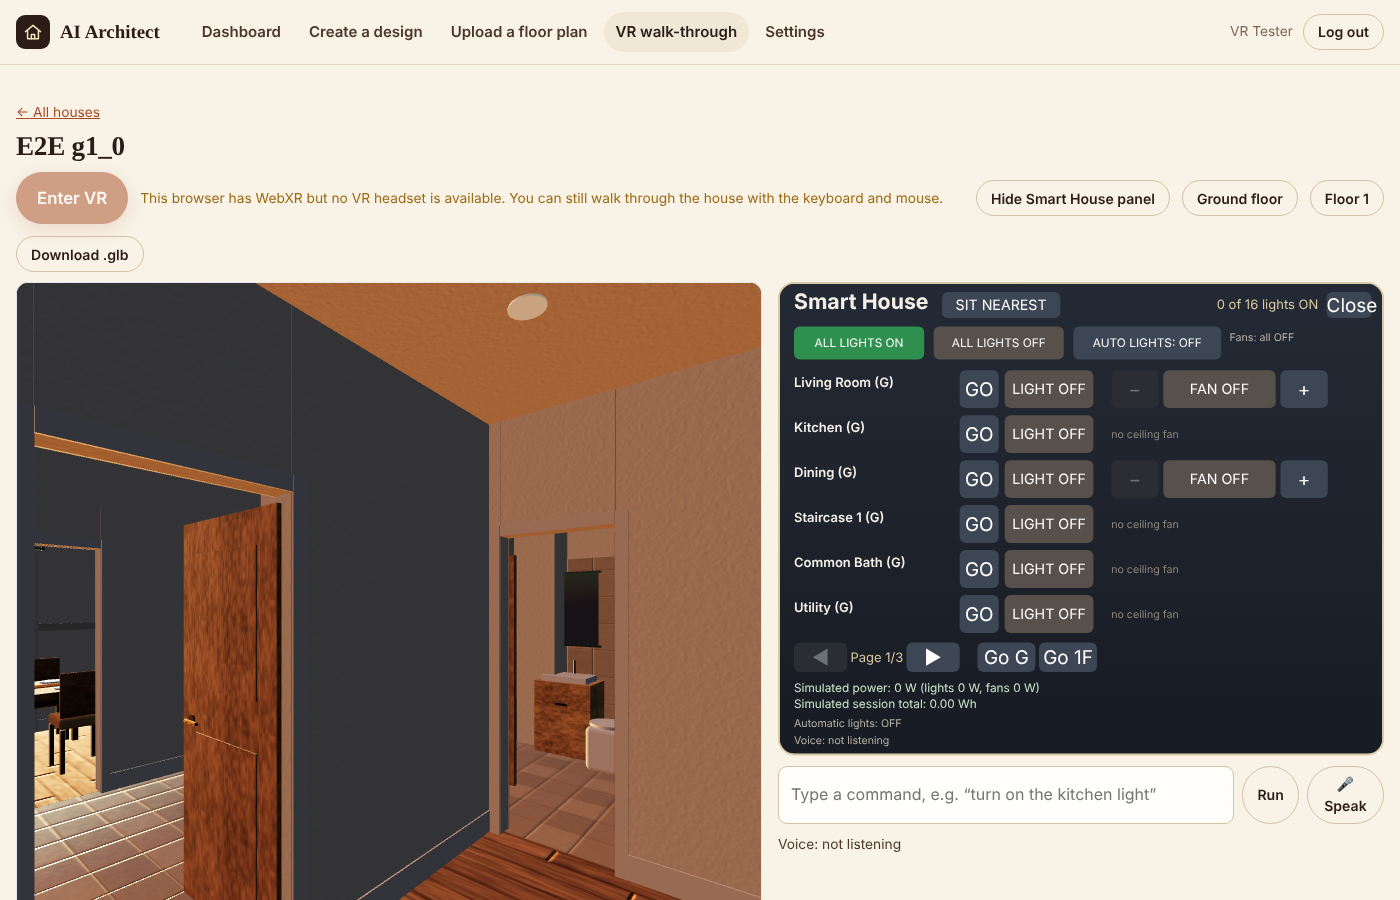 AI Architect Dashboard Create a design Upload a floor plan VR walk-through Settings VR Tester Log out
← All houses
E2E g1_0
Enter VR This browser has WebXR but no VR headset is available. You can still walk through the house with the keyboard and mouse. Hide Smart House panel Ground floor Floor 1
Download .glb
Smart House SIT NEAREST 0 of 16 lights ON Close
ALL LIGHTS ON ALL LIGHTS OFF AUTO LIGHTS: OFF Fans: all OFF
Living Room (G) GO LIGHT OFF − FAN OFF +
Kitchen (G) GO LIGHT OFF no ceiling fan
Dining (G) GO LIGHT OFF − FAN OFF +
Staircase 1 (G) GO LIGHT OFF no ceiling fan
Common Bath (G) GO LIGHT OFF no ceiling fan
Utility (G) GO LIGHT OFF no ceiling fan
◀ Page 1/3 ▶ Go G Go 1F
Simulated power: 0 W (lights 0 W, fans 0 W)
Simulated session total: 0.00 Wh
Automatic lights: OFF
Voice: not listening
Type a command, e.g. “turn on the kitchen light” Run 🎤 Speak
Voice: not listening